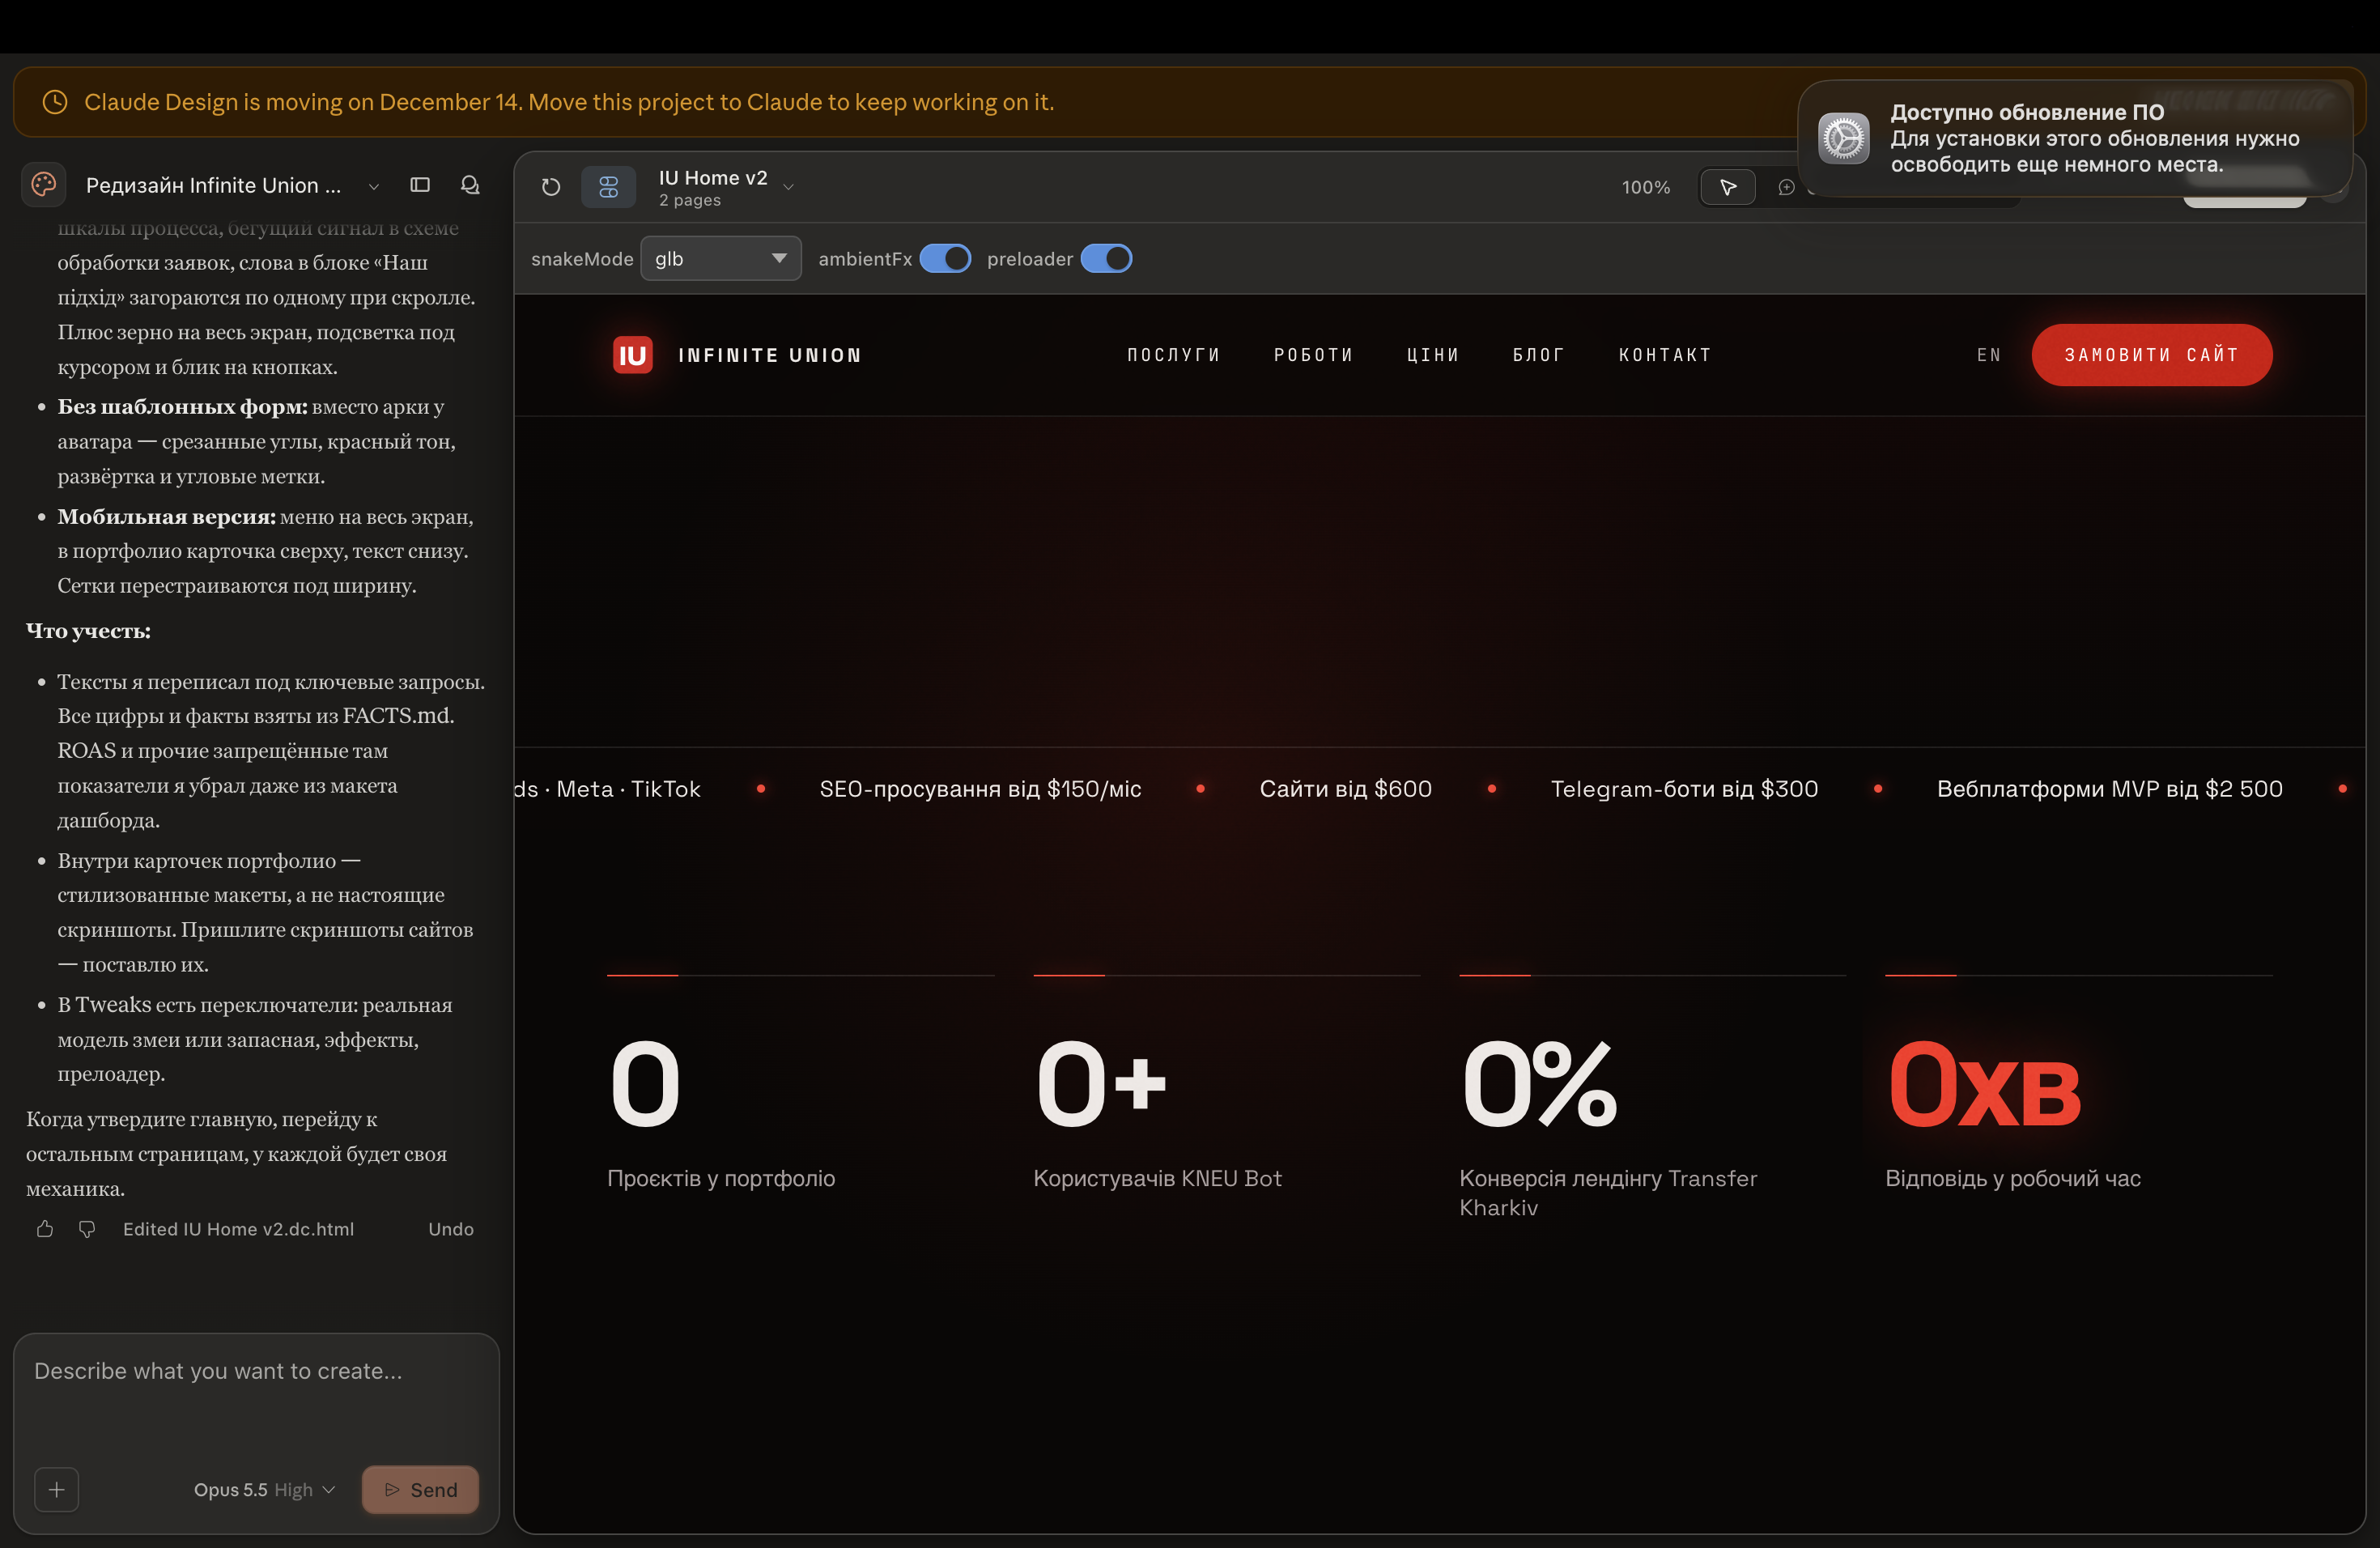 Claude Design is moving on December 14. Move this project to Claude to keep working on it.
Доступно обновление ПО
Для установки этого обновления нужно
освободить еще немного места.
Редизайн Infinite Union ...
шкалы процесса, бегущий сигнал в схеме
обработки заявок, слова в блоке «Наш
підхід» загораются по одному при скролле.
Плюс зерно на весь экран, подсветка под
курсором и блик на кнопках.
Без шаблонных форм: вместо арки у
аватара — срезанные углы, красный тон,
развёртка и угловые метки.
Мобильная версия: меню на весь экран,
в портфолио карточка сверху, текст снизу.
Сетки перестраиваются под ширину.
Что учесть:
Тексты я переписал под ключевые запросы.
Все цифры и факты взяты из FACTS.md.
ROAS и прочие запрещённые там
показатели я убрал даже из макета
дашборда.
Внутри карточек портфолио —
стилизованные макеты, а не настоящие
скриншоты. Пришлите скриншоты сайтов
— поставлю их.
В Tweaks есть переключатели: реальная
модель змеи или запасная, эффекты,
прелоадер.
Когда утвердите главную, перейду к
остальным страницам, у каждой будет своя
механика.
Edited IU Home v2.dc.html
Undo
Describe what you want to create...
Opus 5.5 High
Send
IU Home v2
2 pages
100%
snakeMode glb ambientFx preloader
IU INFINITE UNION
ПОСЛУГИ РОБОТИ ЦІНИ БЛОГ КОНТАКТ
EN ЗАМОВИТИ САЙТ
ds · Meta · TikTok • SEO-просування від $150/міс • Сайти від $600 • Telegram-боти від $300 • Вебплатформи MVP від $2 500 •
0
Проєктів у портфоліо
0+
Користувачів KNEU Bot
0%
Конверсія лендінгу Transfer
Kharkiv
0хв
Відповідь у робочий час